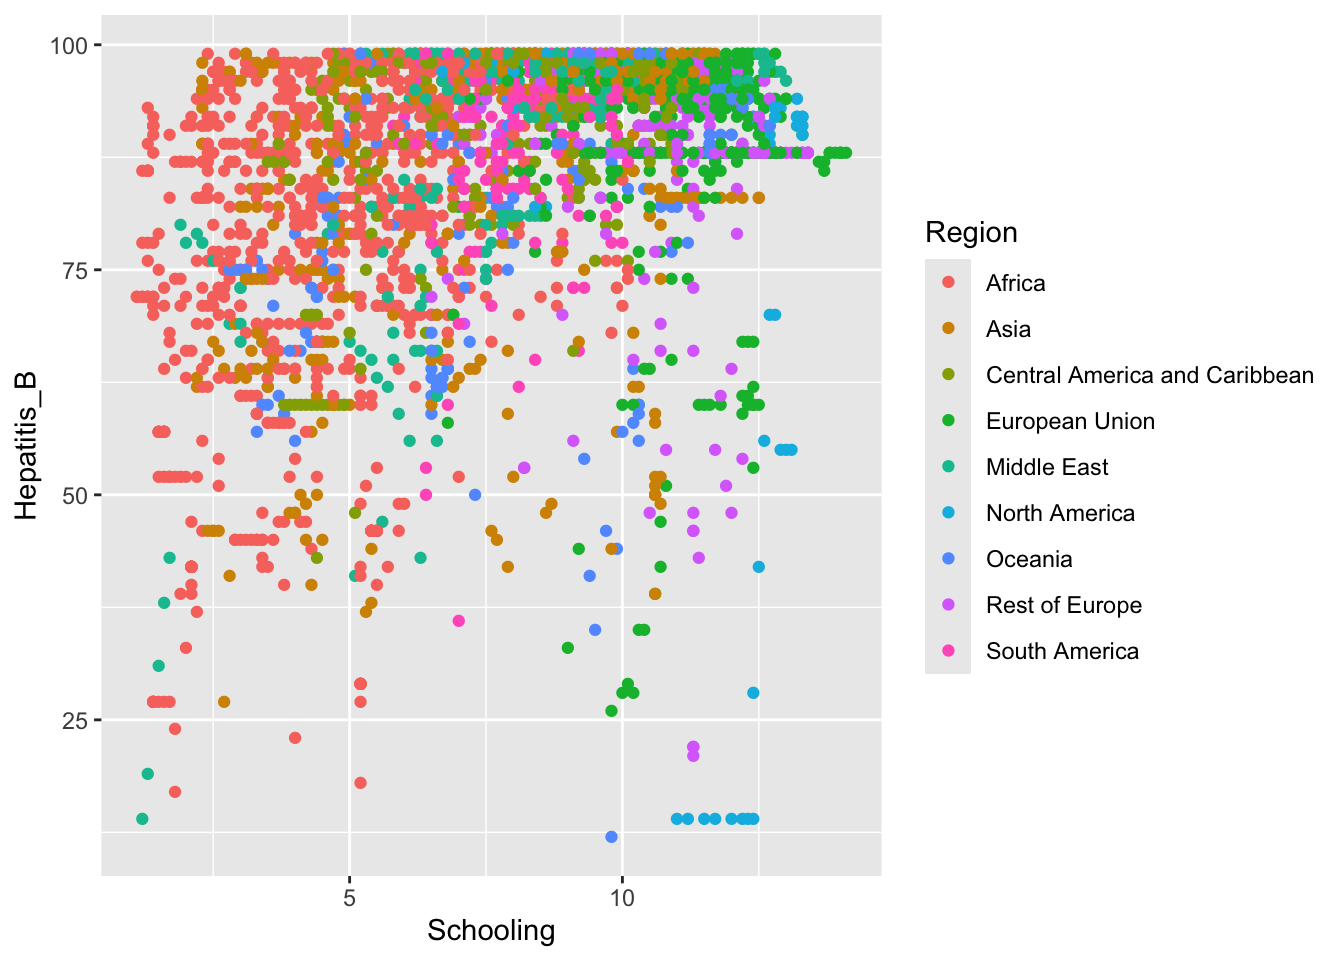 100
75
50
25
Hepatitis_B
5
10
Schooling
Region
Africa
Asia
Central America and Caribbean
European Union
Middle East
North America
Oceania
Rest of Europe
South America